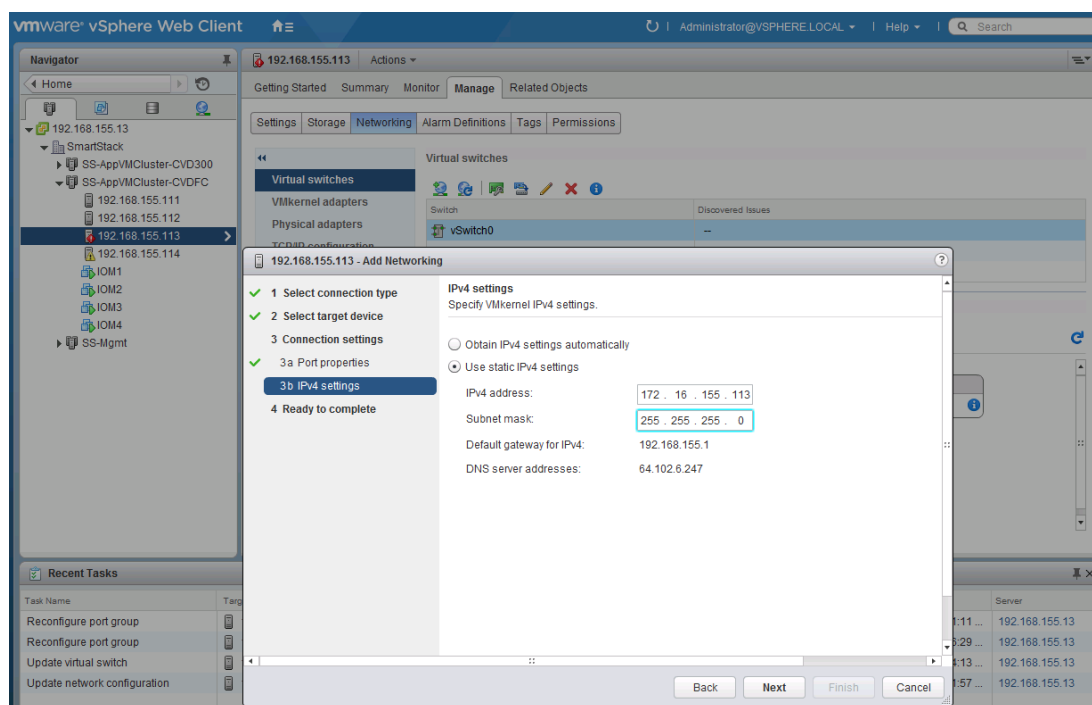 vmware® vSphere Web Client
Administrator@VSPHERE.LOCAL
Help
Search
Navigator
Home
192.168.155.13
SmartStack
SS-AppVMCluster-CVD300
SS-AppVMCluster-CVDFC
192.168.155.111
192.168.155.112
192.168.155.113
192.168.155.114
IOM1
IOM2
IOM3
IOM4
SS-Mgmt
192.168.155.113 Actions
Getting Started Summary Monitor Manage Related Objects
Settings Storage Networking Alarm Definitions Tags Permissions
Virtual switches
VMkernel adapters
Physical adapters
TCP/IP configuration
Virtual switches
Switch Discovered Issues
vSwitch0 --
192.168.155.113 - Add Networking
1 Select connection type
2 Select target device
3 Connection settings
3a Port properties
3b IPv4 settings
4 Ready to complete
IPv4 settings
Specify VMkernel IPv4 settings.
Obtain IPv4 settings automatically
Use static IPv4 settings
IPv4 address: 172 . 16 . 155 . 113
Subnet mask: 255 . 255 . 255 . 0
Default gateway for IPv4: 192.168.155.1
DNS server addresses: 64.102.6.247
Back Next Finish Cancel
Recent Tasks
Task Name Targ Server
Reconfigure port group 1:11 ... 192.168.155.13
Reconfigure port group :29 ... 192.168.155.13
Update virtual switch :13 ... 192.168.155.13
Update network configuration :57 ... 192.168.155.13